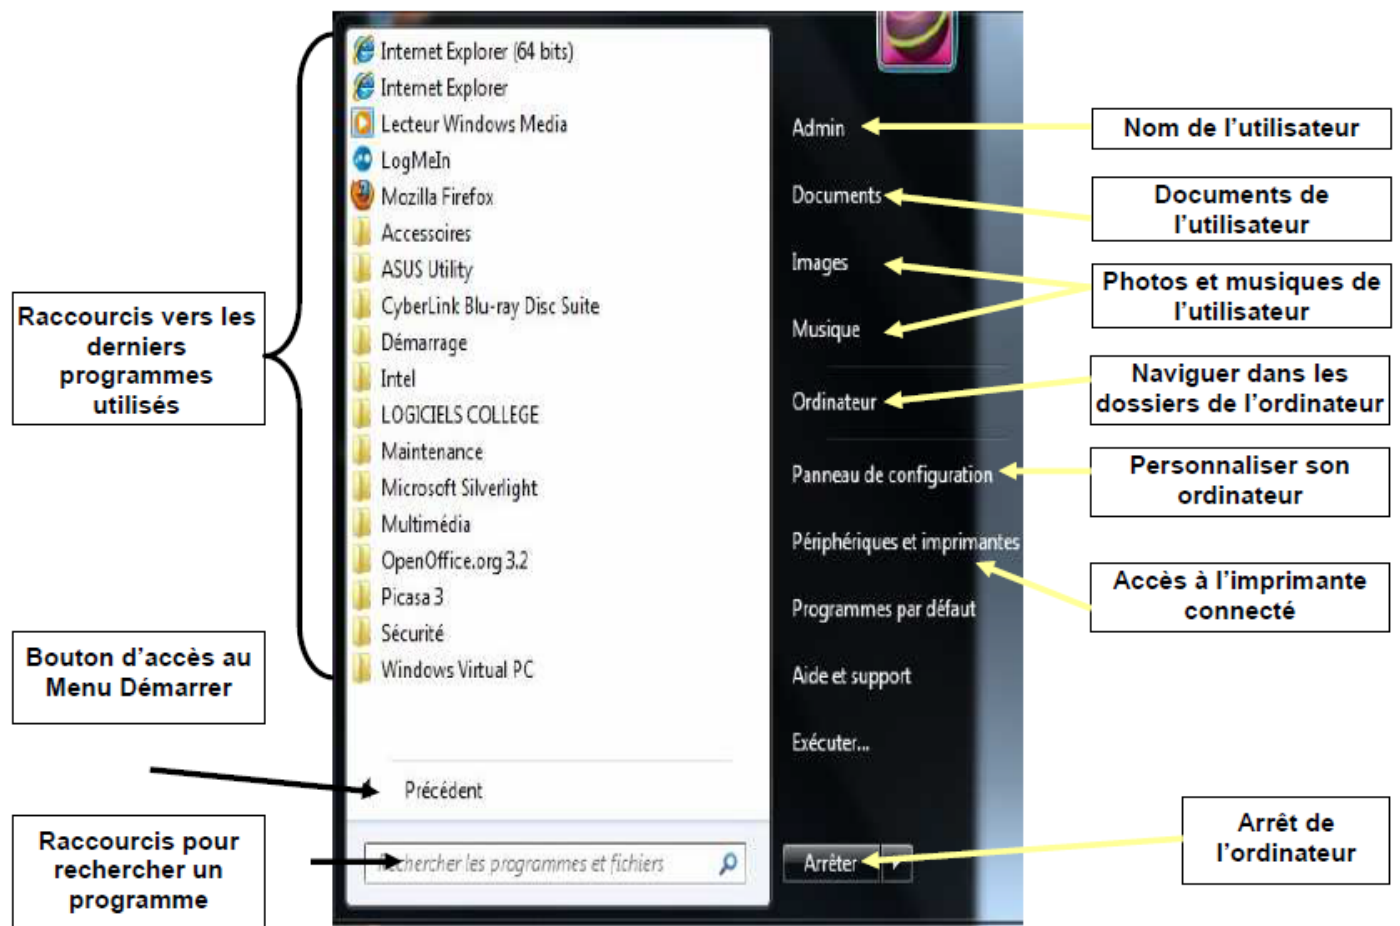 Raccourcis vers les
derniers
programmes
utilisés
Bouton d'accès au
Menu Démarrer
Raccourcis pour
rechercher un
programme
Internet Explorer (64 bits)
Internet Explorer
Lecteur Windows Media
LogMeIn
Mozilla Firefox
Accessoires
ASUS Utility
CyberLink Blu-ray Disc Suite
Démarrage
Intel
LOGICIELS COLLEGE
Maintenance
Microsoft Silverlight
Multimédia
OpenOffice.org 3.2
Picasa 3
Sécurité
Windows Virtual PC
Précédent
Rechercher les programmes et fichiers
Admin
Documents
Images
Musique
Ordinateur
Panneau de configuration
Périphériques et imprimantes
Programmes par défaut
Aide et support
Exécuter...
Arrêter
Nom de l'utilisateur
Documents de
l'utilisateur
Photos et musiques de
l'utilisateur
Naviguer dans les
dossiers de l'ordinateur
Personnaliser son
ordinateur
Accès à l'imprimante
connecté
Arrêt de
l'ordinateur